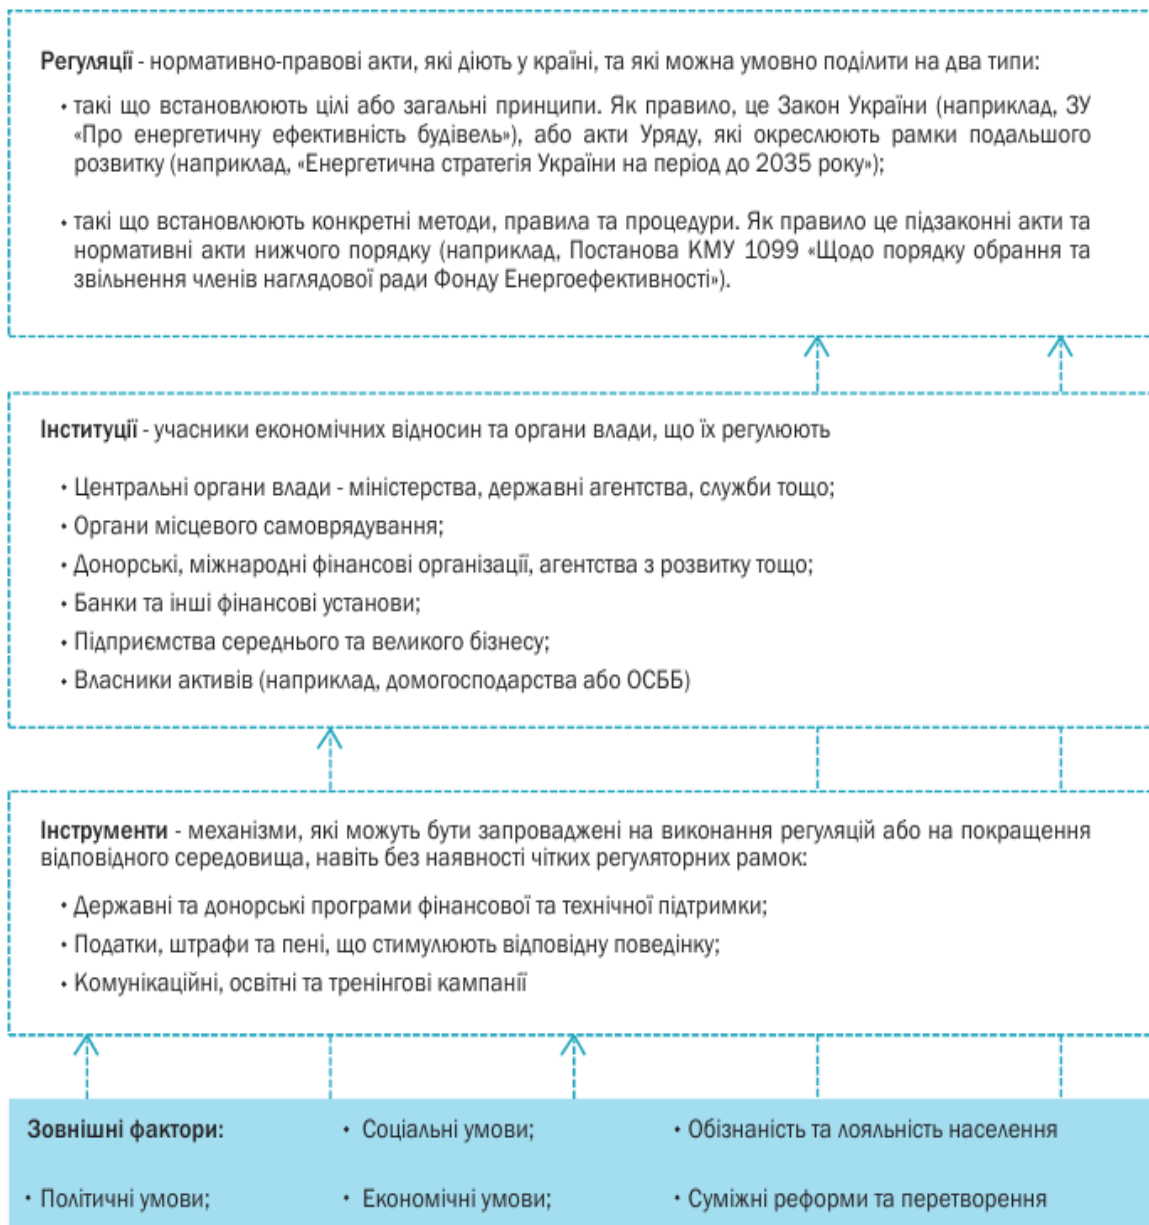 Регуляції - нормативно-правові акти, які діють у країні, та які можна умовно поділити на два типи:
• такі що встановлюють цілі або загальні принципи. Як правило, це Закон України (наприклад, ЗУ
«Про енергетичну ефективність будівель»), або акти Уряду, які окреслюють рамки подальшого
розвитку (наприклад, «Енергетична стратегія України на період до 2035 року»);
• такі що встановлюють конкретні методи, правила та процедури. Як правило це підзаконні акти та
нормативні акти нижчого порядку (наприклад, Постанова КМУ 1099 «Щодо порядку обрання та
звільнення членів наглядової ради Фонду Енергоефективності»).
Інституції - учасники економічних відносин та органи влади, що їх регулюють
• Центральні органи влади - міністерства, державні агентства, служби тощо;
• Органи місцевого самоврядування;
• Донорські, міжнародні фінансові організації, агентства з розвитку тощо;
• Банки та інші фінансові установи;
• Підприємства середнього та великого бізнесу;
• Власники активів (наприклад, домогосподарства або ОСББ)
Інструменти - механізми, які можуть бути запроваджені на виконання регуляцій або на покращення
відповідного середовища, навіть без наявності чітких регуляторних рамок:
• Державні та донорські програми фінансової та технічної підтримки;
• Податки, штрафи та пені, що стимулюють відповідну поведінку;
• Комунікаційні, освітні та тренінгові кампанії
Зовнішні фактори: • Соціальні умови; • Обізнаність та лояльність населення
• Політичні умови; • Економічні умови; • Суміжні реформи та перетворення